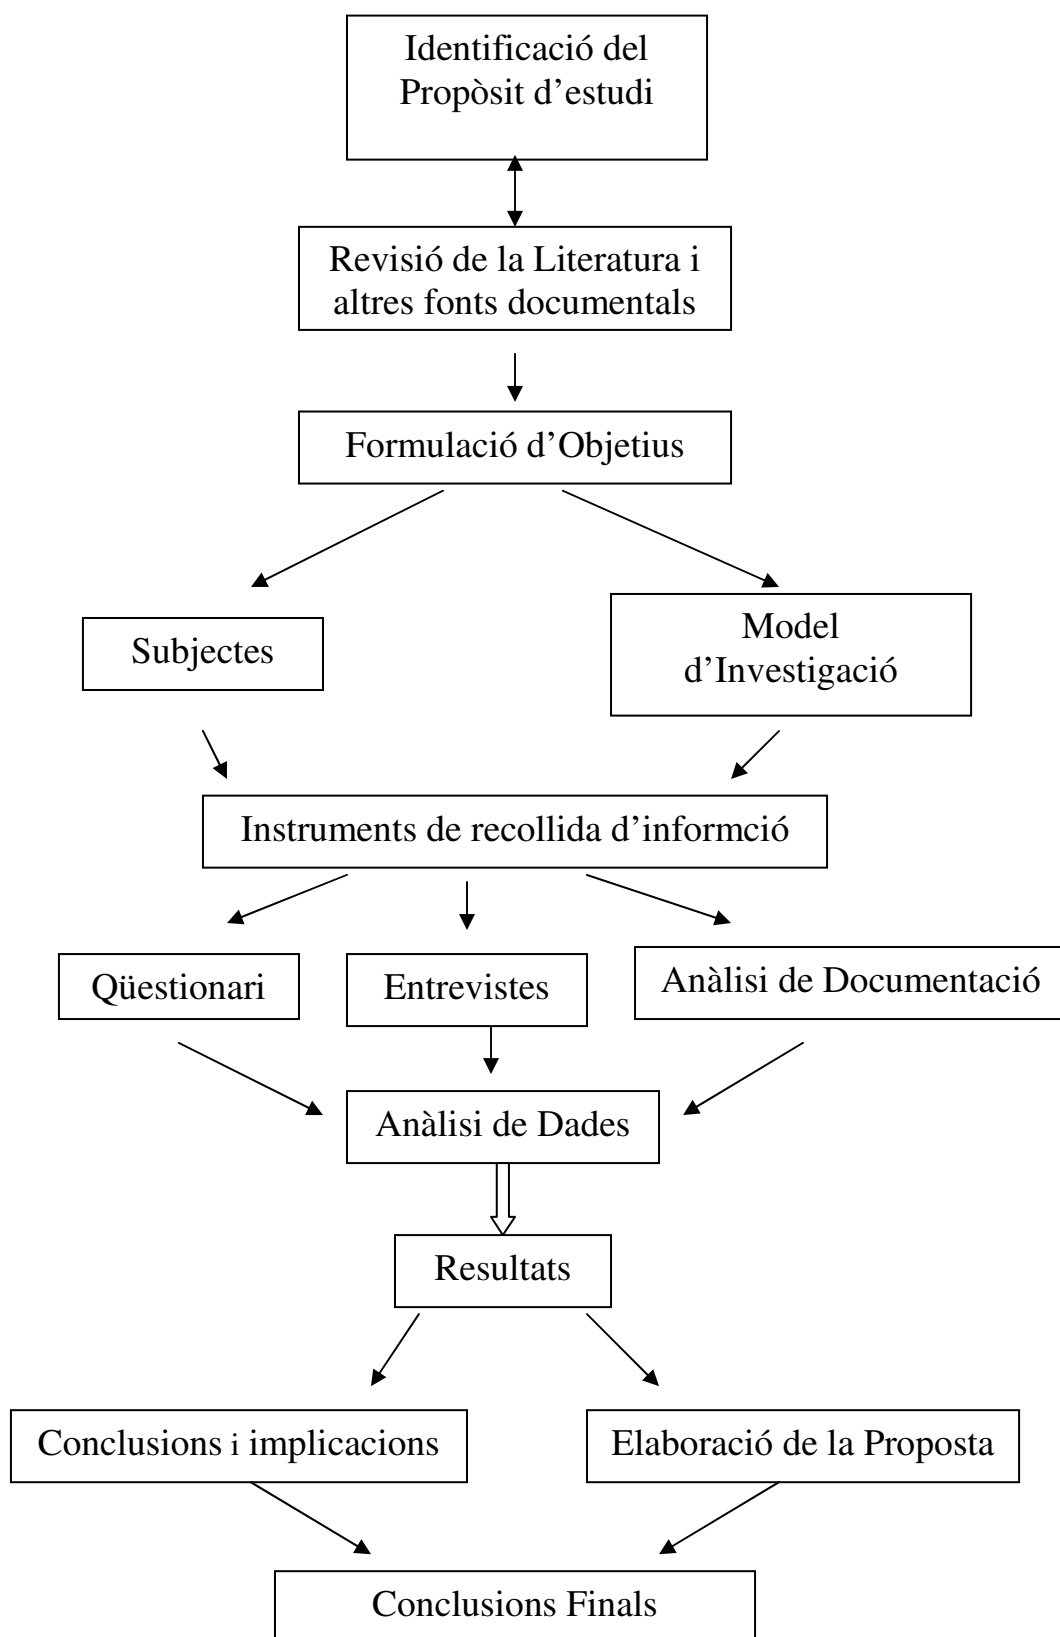 Identificació del
Propòsit d’estudi
Revisió de la Literatura i
altres fonts documentals
Formulació d’Objetius
Subjectes
Model
d’Investigació
Instruments de recollida d’informció
Qüestionari
Entrevistes
Anàlisi de Documentació
Anàlisi de Dades
Resultats
Conclusions i implicacions
Elaboració de la Proposta
Conclusions Finals